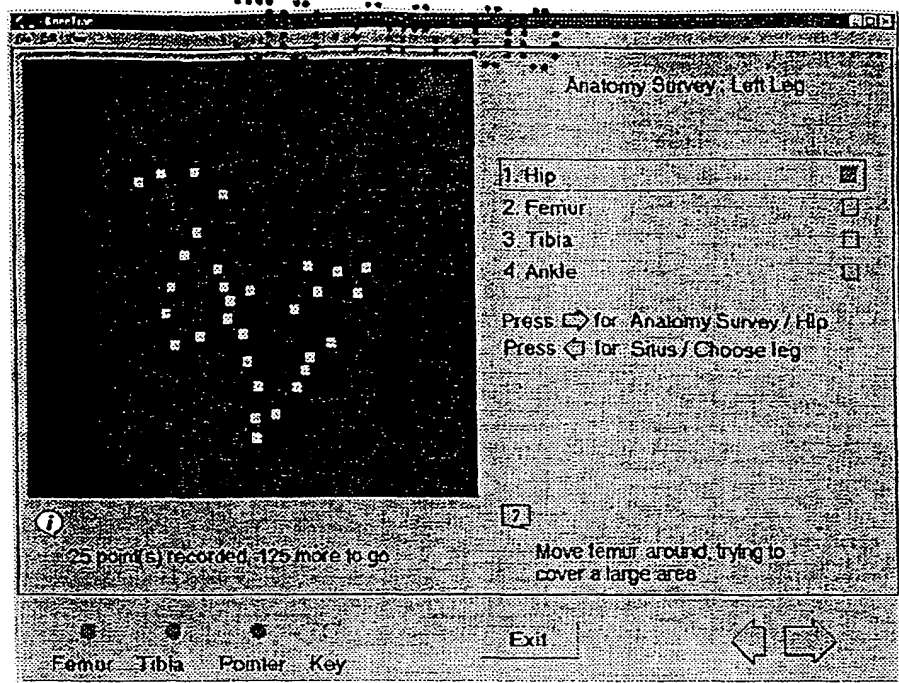 Anatomy Survey; Left Leg
1. Hip
2. Femur
3. Tibia
4. Ankle
Press for Anatomy Survey / Hip
Press for Sirius / Choose leg
i
25 point(s) recorded, 125 more to go
?
Move femur around, trying to
cover a large area
Femur Tibia Pointer Key
Exit